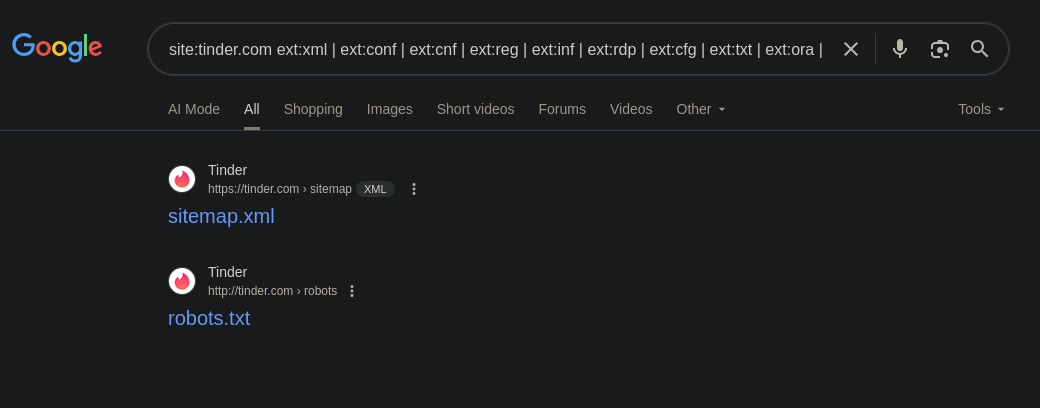 Google
site:tinder.com ext:xml | ext:conf | ext:cnf | ext:reg | ext:inf | ext:rdp | ext:cfg | ext:txt | ext:ora |
AI Mode All Shopping Images Short videos Forums Videos Other Tools
Tinder
https://tinder.com › sitemap XML
sitemap.xml
Tinder
http://tinder.com › robots
robots.txt